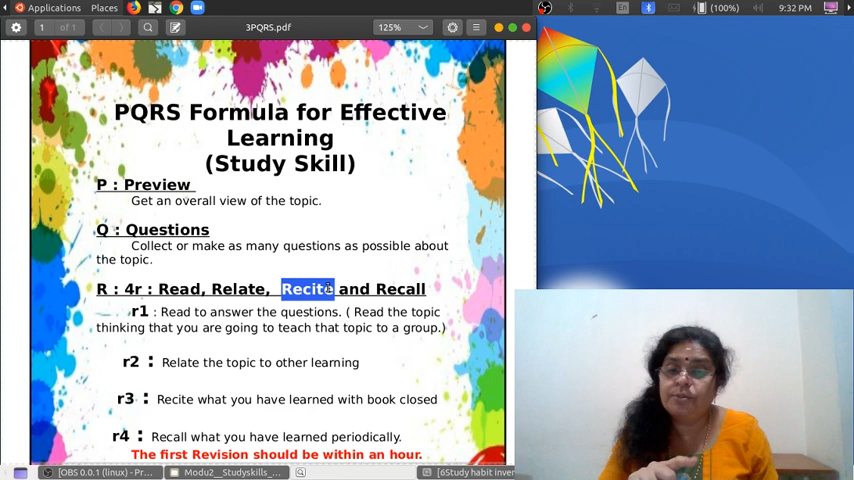 Applications Places En (100%) 9:32 PM
1 of 1 3PQRS.pdf 125%
PQRS Formula for Effective
Learning
(Study Skill)
P : Preview
Get an overall view of the topic.
Q : Questions
Collect or make as many questions as possible about
the topic.
R : 4r : Read, Relate, Recite and Recall
r1 : Read to answer the questions. ( Read the topic
thinking that you are going to teach that topic to a group.)
r2 : Relate the topic to other learning
r3 : Recite what you have learned with book closed
r4 : Recall what you have learned periodically.
The first Revision should be within an hour.
[OBS 0.0.1 (linux) - Pr... Modu2__Studyskills_... [6Study habit inver